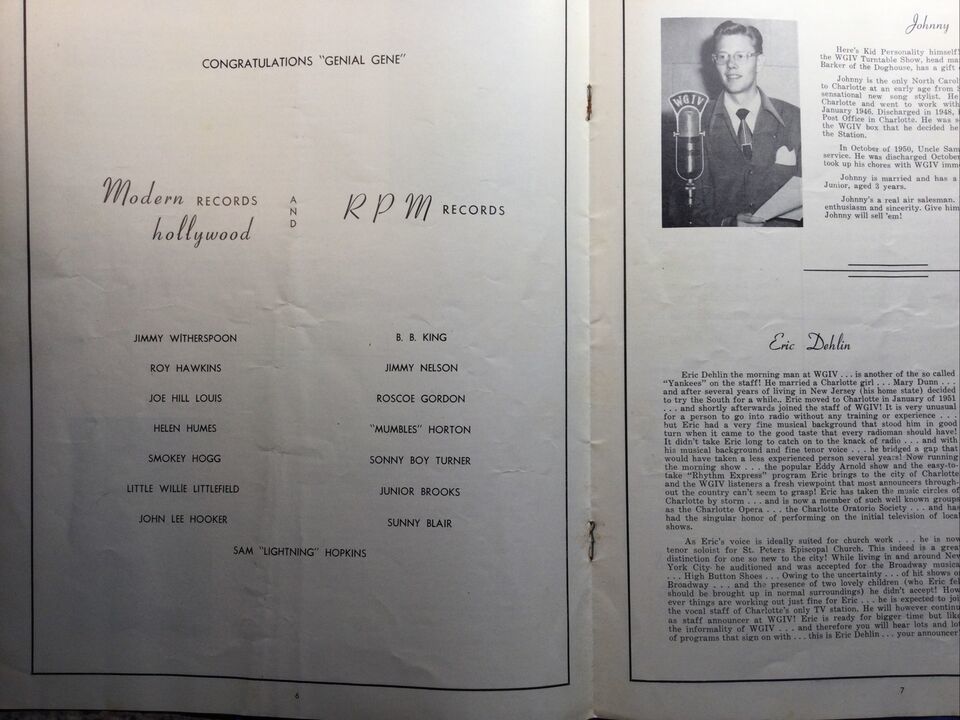 CONGRATULATIONS "GENIAL GENE"
Modern RECORDS
hollywood
AND
RPM RECORDS
JIMMY WITHERSPOON
ROY HAWKINS
JOE HILL LOUIS
HELEN HUMES
SMOKEY HOGG
LITTLE WILLIE LITTLEFIELD
JOHN LEE HOOKER
B. B. KING
JIMMY NELSON
ROSCOE GORDON
"MUMBLES" HORTON
SONNY BOY TURNER
JUNIOR BROOKS
SUNNY BLAIR
SAM "LIGHTNING" HOPKINS
6
WGIV
Johnny
Here's Kid Personality himself!
the WGIV Turntable Show, head ma
Barker of the Doghouse, has a gift
Johnny is the only North Caroli
to Charlotte at an early age from
sensational new song stylist. He
Charlotte and went to work with
January 1946. Discharged in 1948,
Post Office in Charlotte. He was
the WGIV box that he decided he
the Station.
In October of 1950, Uncle Sam
service. He was discharged October
took up his chores with WGIV imm
Johnny is married and has a
Junior, aged 3 years.
Johnny's a real air salesman.
enthusiasm and sincerity. Give him
Johnny will sell 'em!
Eric Dehlin
Eric Dehlin the morning man at WGIV . . . is another of the so called
"Yankees" on the staff! He married a Charlotte girl . . . Mary Dunn . . .
and after several years of living in New Jersey (his home state) decided
to try the South for a while.. Eric moved to Charlotte in January of 1951
. . . and shortly afterwards joined the staff of WGIV! It is very unusual
for a person to go into radio without any training or experience . . .
but Eric had a very fine musical background that stood him in good
turn when it came to the good taste that every radioman should have!
It didn't take Eric long to catch on to the knack of radio . . . and with
his musical background and fine tenor voice . . . he bridged a gap that
would have taken a less experienced person several years! Now running
the morning show . . . the popular Eddy Arnold show and the easy-to-
take "Rhythm Express" program Eric brings to the city of Charlotte
and the WGIV listeners a fresh viewpoint that most announcers through-
out the country can't seem to grasp! Eric has taken the music circles of
Charlotte by storm . . . and is now a member of such well known groups
as the Charlotte Opera . . . the Charlotte Oratorio Society . . . and has
had the singular honor of performing on the initial television of local
shows.
As Eric's voice is ideally suited for church work . . . he is now
tenor soloist for St. Peters Episcopal Church. This indeed is a great
distinction for one so new to the city! While living in and around New
York City he auditioned and was accepted for the Broadway musica
. . . High Button Shoes . . . Owing to the uncertainty . . . of hit shows o
Broadway . . . and the presence of two lovely children (who Eric fel
should be brought up in normal surroundings) he didn't accept! How
ever things are working out just fine for Eric . . . he is expected to joi
the vocal staff of Charlotte's only TV station. He will however continu
as staff announcer at WGIV! Eric is ready for bigger time but like
the informality of WGIV . . . and therefore you will hear lots and lot
of programs that sign on with . . . this is Eric Dehlin . . . your announcer
7